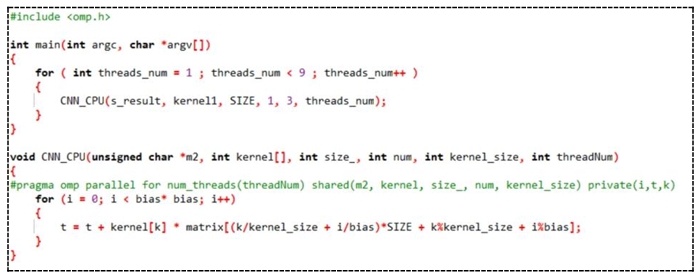 #include <omp.h>
int main(int argc, char *argv[])
{
for ( int threads_num = 1 ; threads_num < 9 ; threads_num++ )
{
CNN_CPU(s_result, kernel1, SIZE, 1, 3, threads_num);
}
}
void CNN_CPU(unsigned char *m2, int kernel[], int size_, int num, int kernel_size, int threadNum)
{
#pragma omp parallel for num_threads(threadNum) shared(m2, kernel, size_, num, kernel_size) private(i,t,k)
for (i = 0; i < bias* bias; i++)
{
t = t + kernel[k] * matrix[(k/kernel_size + i/bias)*SIZE + k%kernel_size + i%bias];
}
}